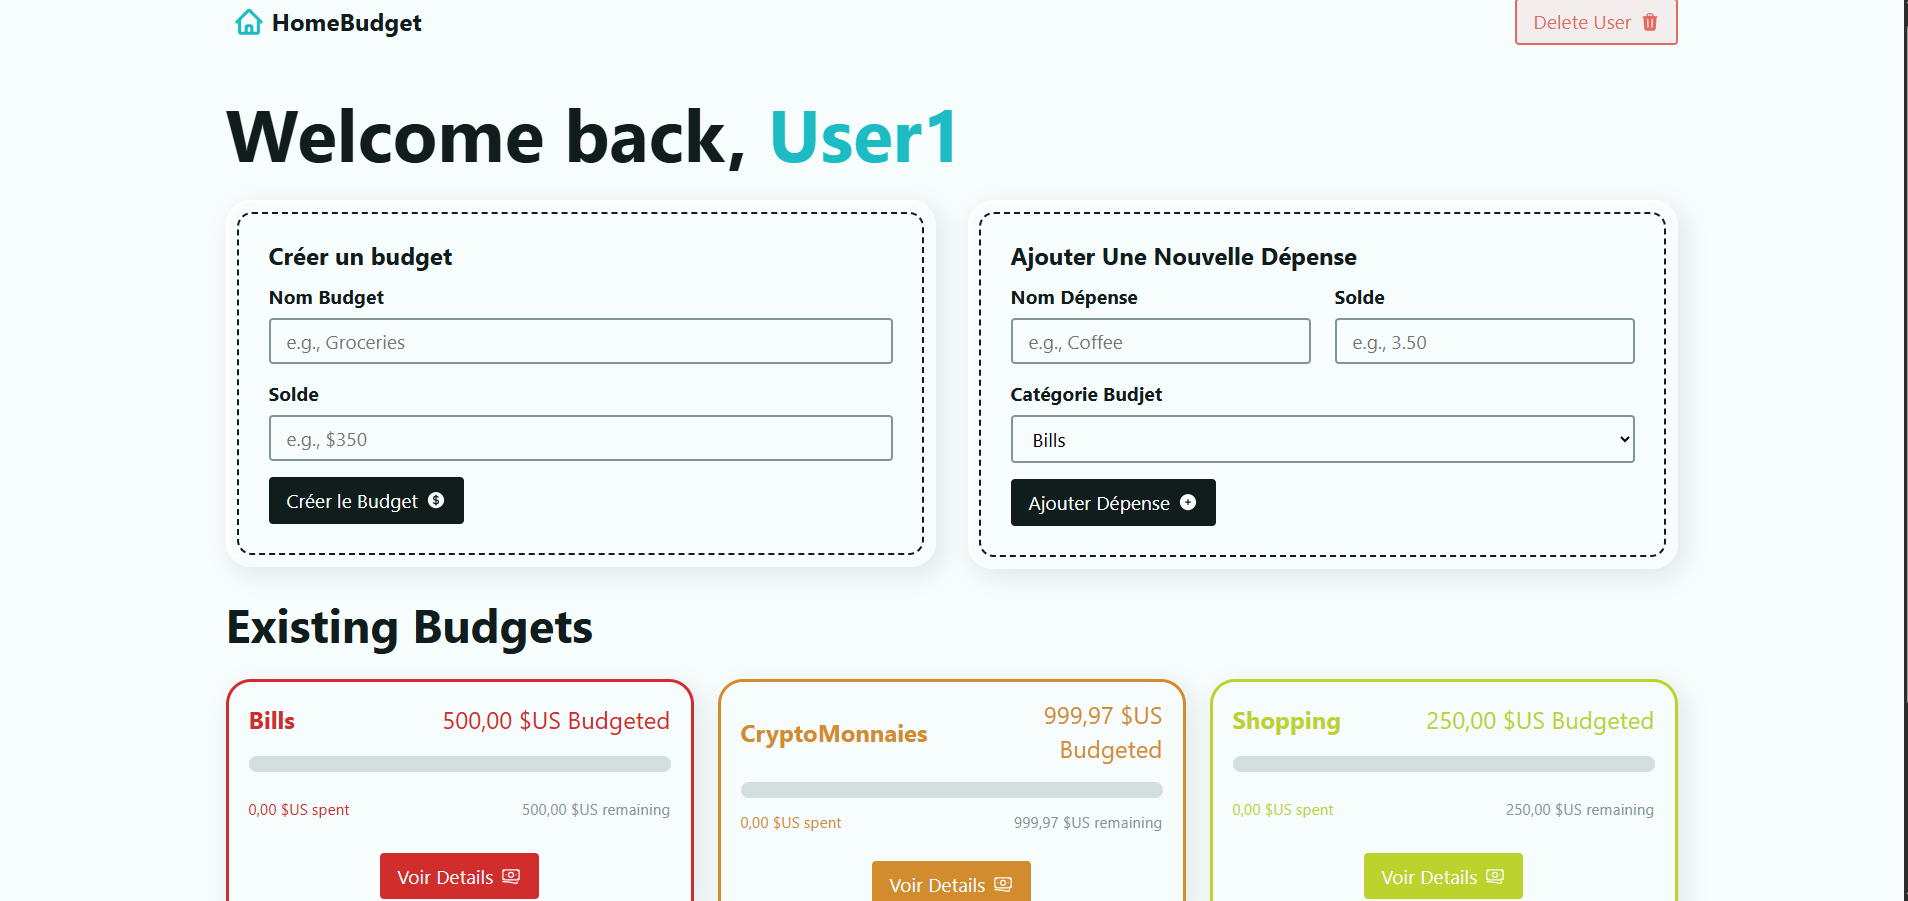 HomeBudget
Delete User
Welcome back, User1
Créer un budget
Nom Budget
e.g., Groceries
Solde
e.g., $350
Créer le Budget
Ajouter Une Nouvelle Dépense
Nom Dépense
Solde
e.g., Coffee
e.g., 3.50
Catégorie Budjet
Bills
Ajouter Dépense
Existing Budgets
Bills
500,00 $US Budgeted
0,00 $US spent
500,00 $US remaining
Voir Details
CryptoMonnaies
999,97 $US
Budgeted
0,00 $US spent
999,97 $US remaining
Voir Details
Shopping
250,00 $US Budgeted
0,00 $US spent
250,00 $US remaining
Voir Details